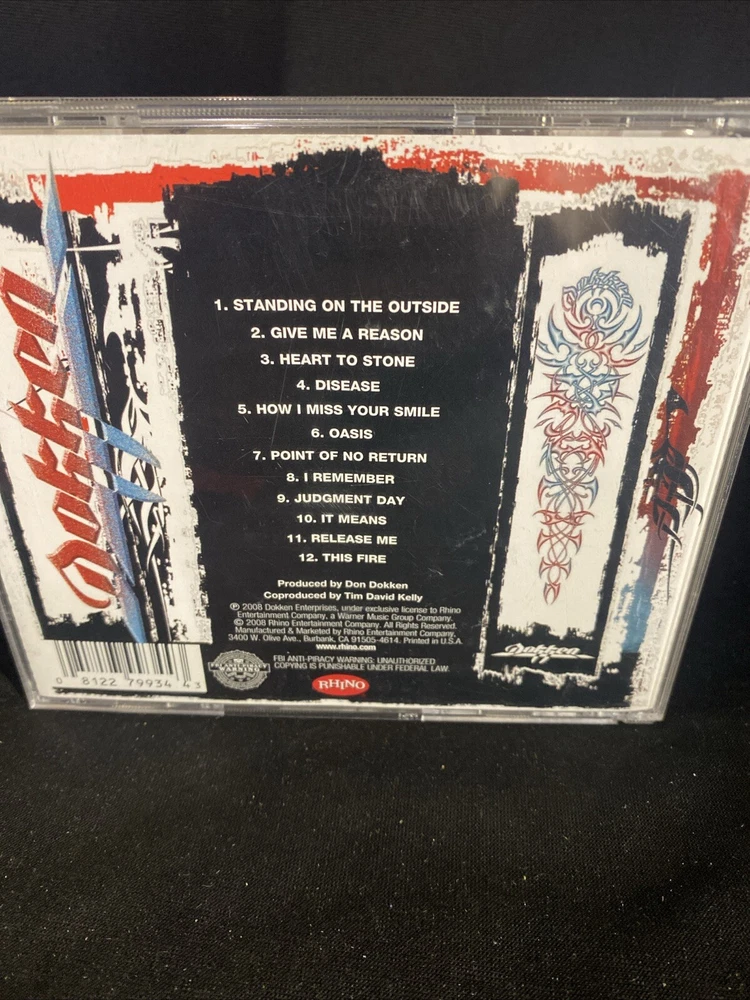 Dokken
1. STANDING ON THE OUTSIDE
2. GIVE ME A REASON
3. HEART TO STONE
4. DISEASE
5. HOW I MISS YOUR SMILE
6. OASIS
7. POINT OF NO RETURN
8. I REMEMBER
9. JUDGMENT DAY
10. IT MEANS
11. RELEASE ME
12. THIS FIRE
Produced by Don Dokken
Coproduced by Tim David Kelly
℗ 2008 Dokken Enterprises, under exclusive license to Rhino
Entertainment Company, a Warner Music Group Company.
© 2008 Rhino Entertainment Company. All Rights Reserved.
Manufactured & Marketed by Rhino Entertainment Company.
3400 W. Olive Ave., Burbank, CA 91505-4614. Printed in U.S.A.
www.rhino.com
FBI ANTI-PIRACY WARNING: UNAUTHORIZED
COPYING IS PUNISHABLE UNDER FEDERAL LAW.
RHINO
0 8122 79934 43
Dokken
Dokken